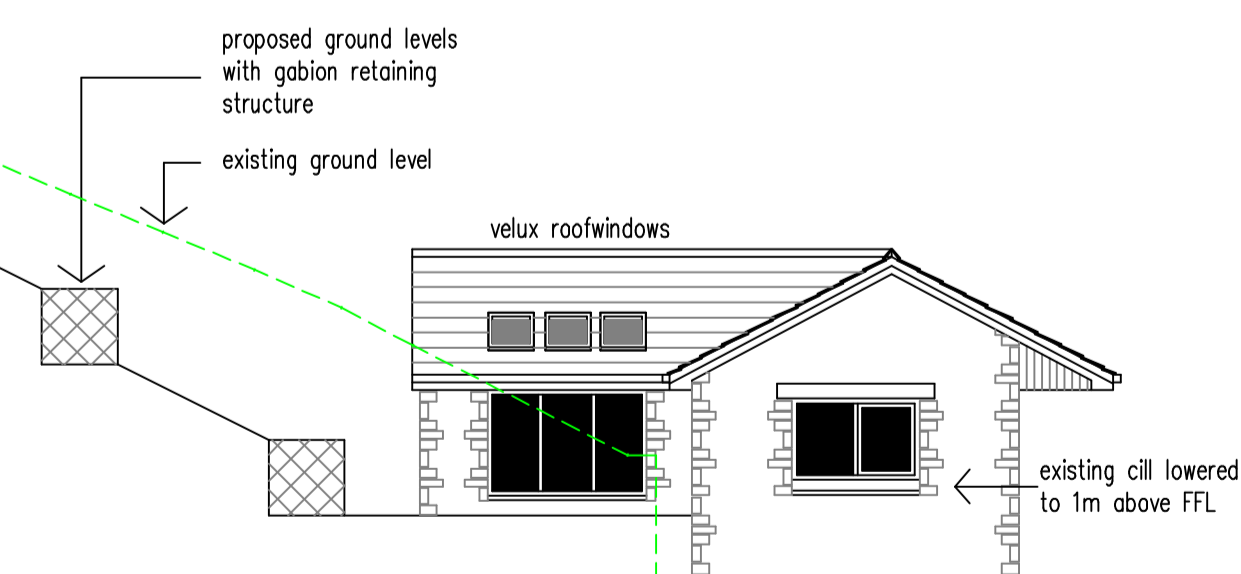 proposed ground levels
with gabion retaining
structure
existing ground level
velux roofwindows
existing cill lowered
to 1m above FFL